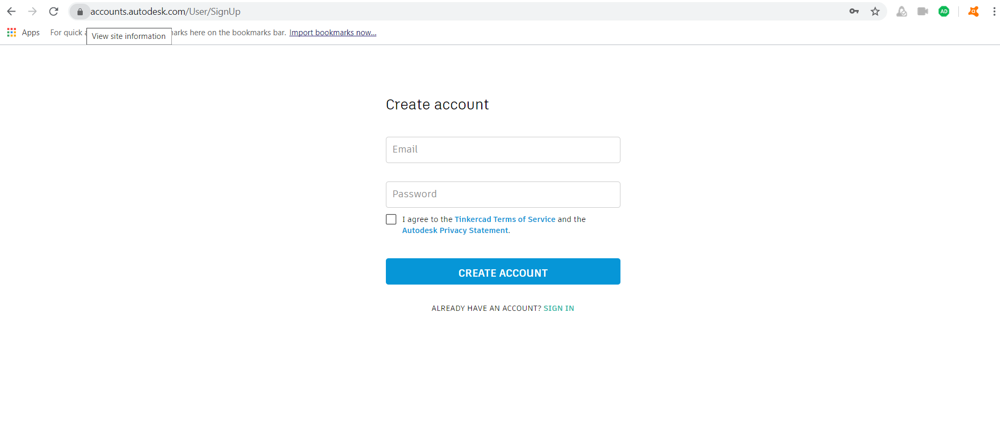 accounts.autodesk.com/User/SignUp
AD
Apps For quick a View site information arks here on the bookmarks bar. Import bookmarks now...
Create account
Email
Password
I agree to the Tinkercad Terms of Service and the
Autodesk Privacy Statement.
CREATE ACCOUNT
ALREADY HAVE AN ACCOUNT? SIGN IN